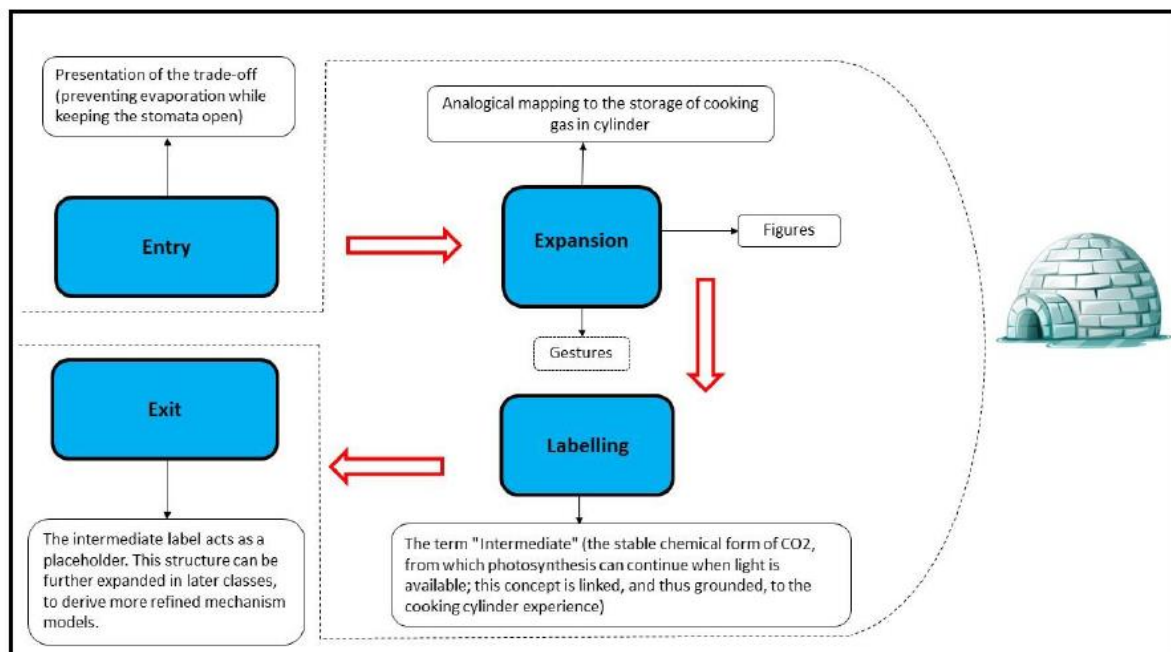 Presentation of the trade-off
(preventing evaporation while
keeping the stomata open)
Entry
Analogical mapping to the storage of cooking
gas in cylinder
Expansion
Figures
Gestures
Labelling
The term "Intermediate" (the stable chemical form of CO2,
from which photosynthesis can continue when light is
available; this concept is linked, and thus grounded, to the
cooking cylinder experience)
Exit
The intermediate label acts as a
placeholder. This structure can be
further expanded in later classes,
to derive more refined mechanism
models.